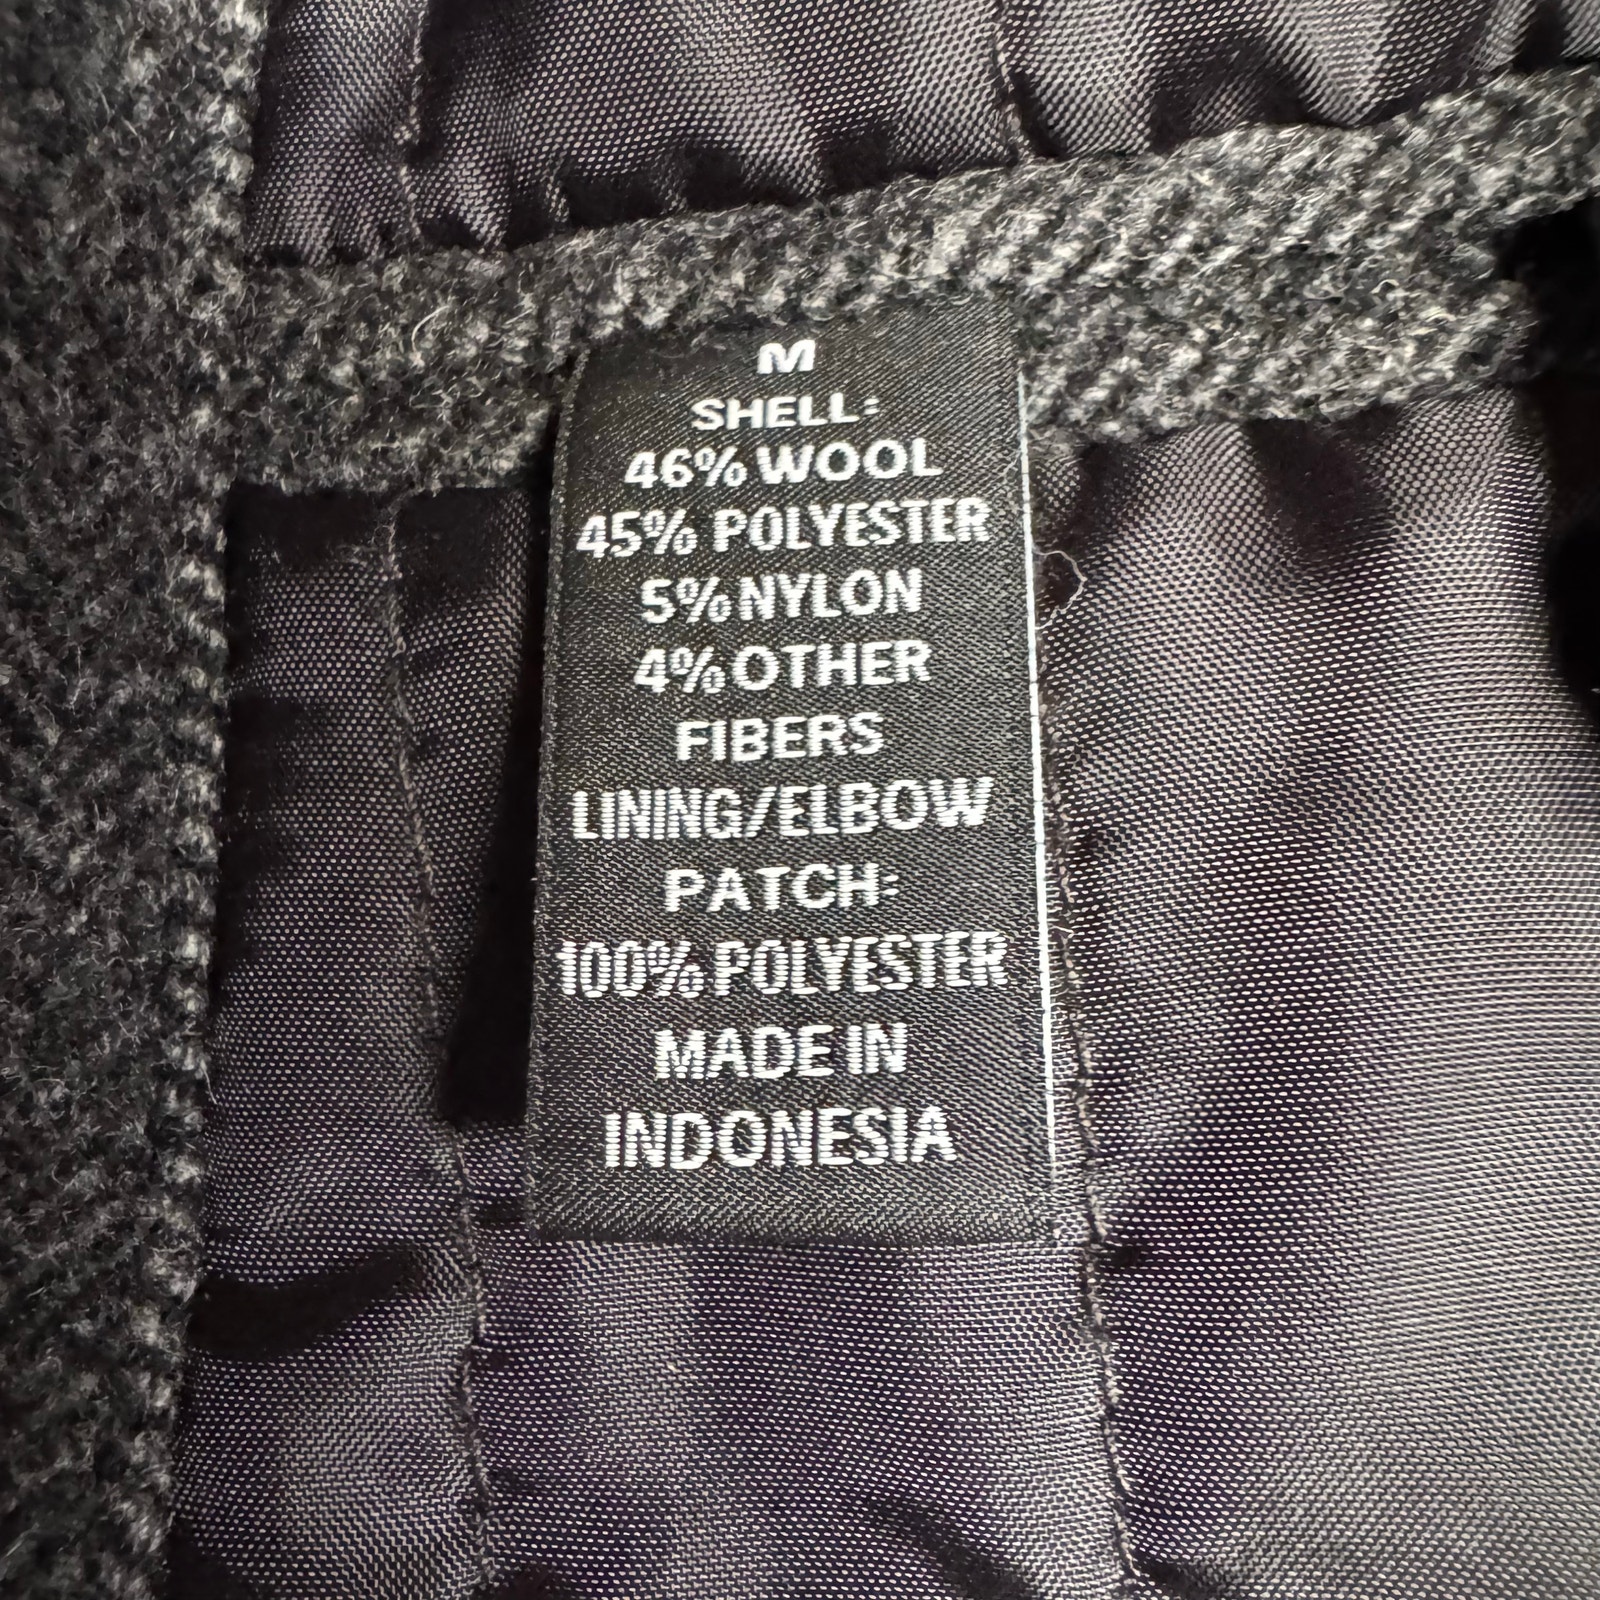 M
SHELL:
46% WOOL
45% POLYESTER
5% NYLON
4% OTHER
FIBERS
LINING/ELBOW
PATCH:
100% POLYESTER
MADE IN
INDONESIA